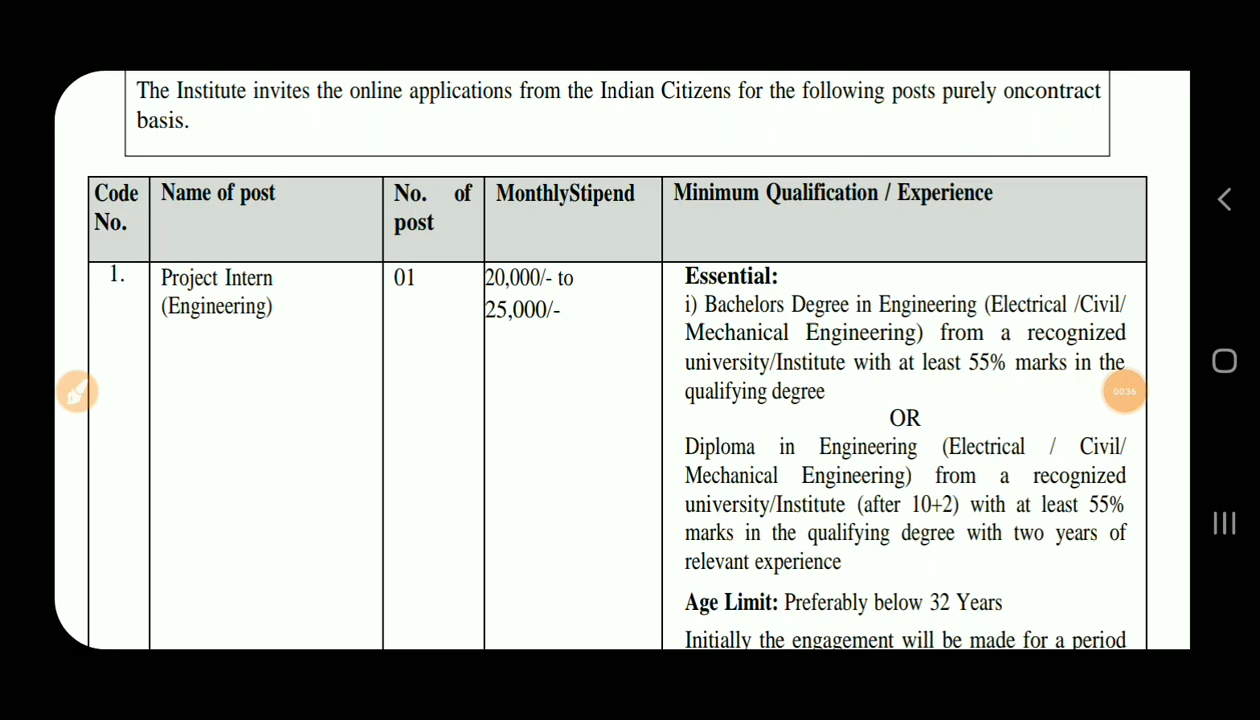 The Institute invites the online applications from the Indian Citizens for the following posts purely oncontract
basis.
Code
No.
Name of post
No. of
post
MonthlyStipend
Minimum Qualification / Experience
1.
Project Intern
(Engineering)
01
20,000/- to
25,000/-
Essential:
i) Bachelors Degree in Engineering (Electrical /Civil/
Mechanical Engineering) from a recognized
university/Institute with at least 55% marks in the
qualifying degree
OR
Diploma in Engineering (Electrical / Civil/
Mechanical Engineering) from a recognized
university/Institute (after 10+2) with at least 55%
marks in the qualifying degree with two years of
relevant experience
Age Limit: Preferably below 32 Years
Initially the engagement will be made for a period
00:36